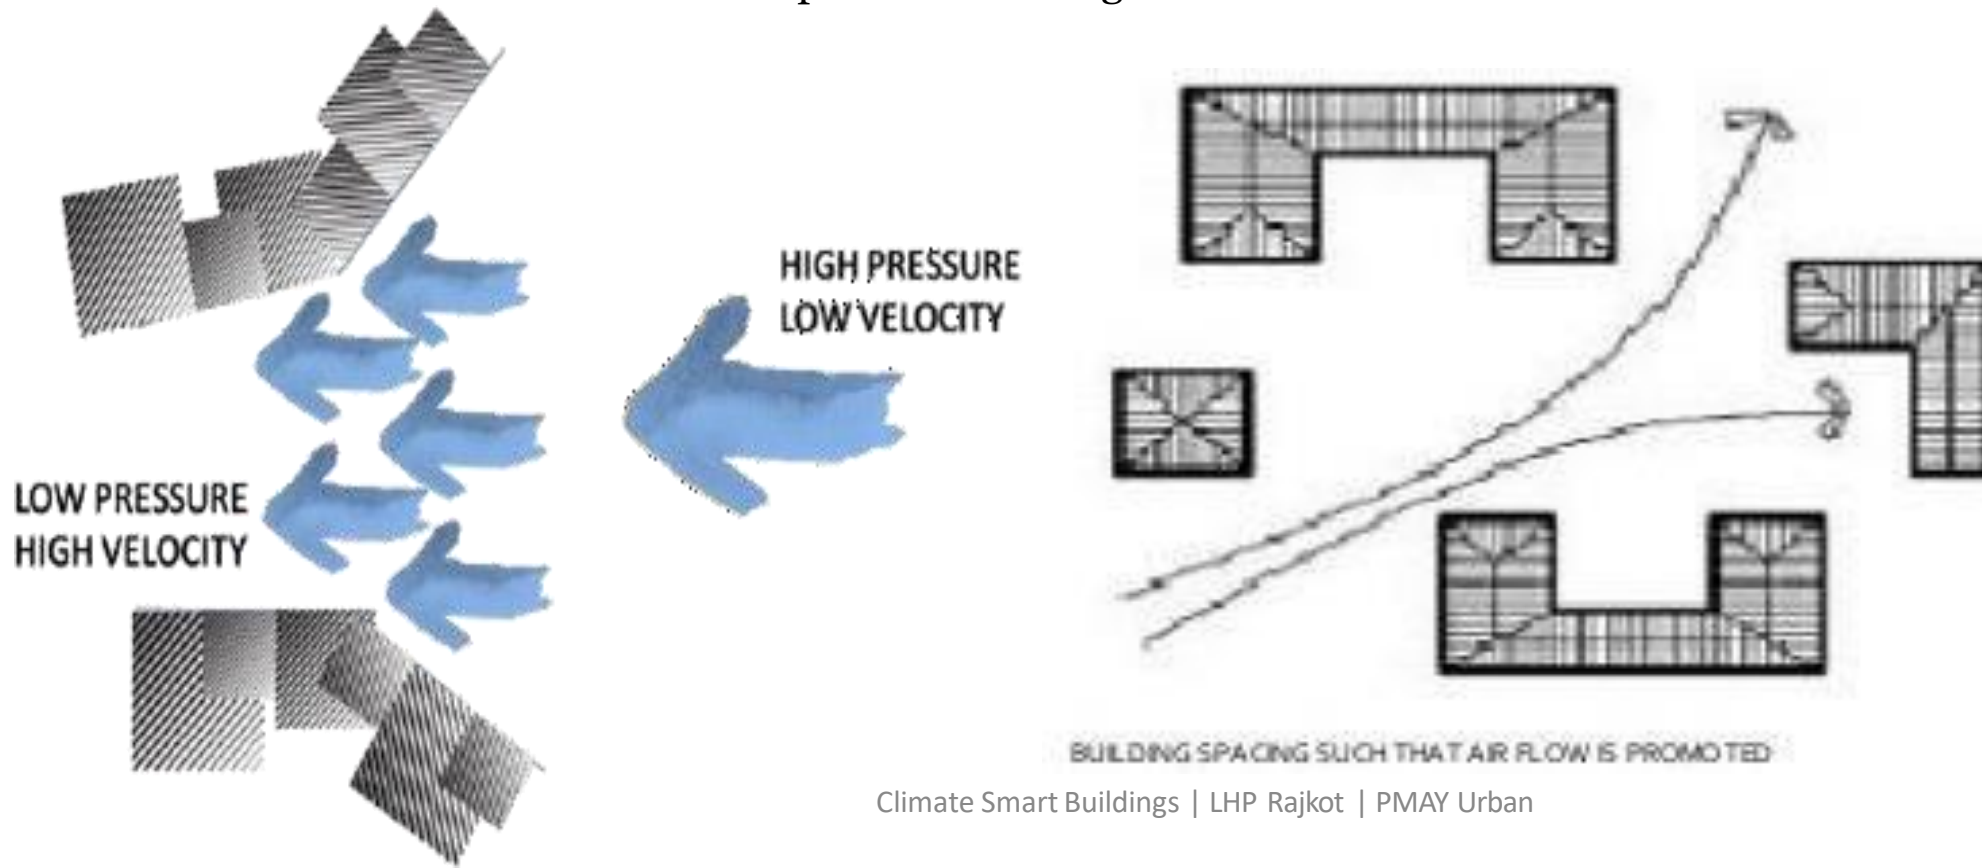 HIGH PRESSURE
LOW VELOCITY
LOW PRESSURE
HIGH VELOCITY
BUILDING SPACING SUCH THAT AIR FLOW IS PROMOTED
Climate Smart Buildings | LHP Rajkot | PMAY Urban